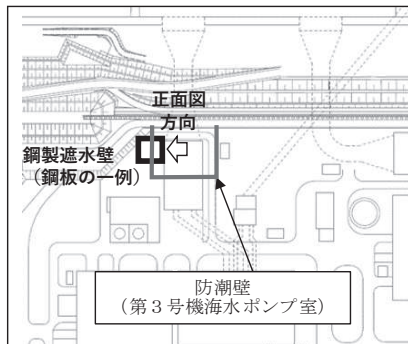 正面図
方向
鋼製遮水壁
（鋼板の一例）
防潮壁
（第３号機海水ポンプ室）